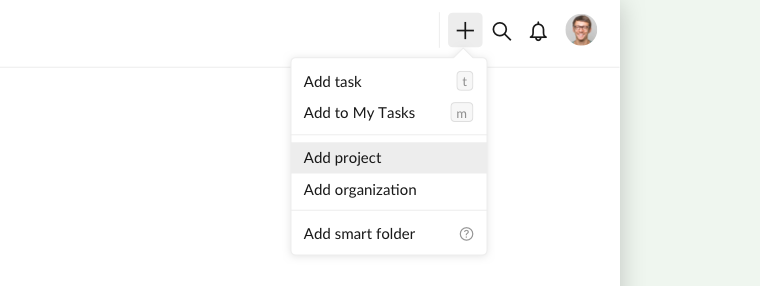 Add task t
Add to My Tasks m
Add project
Add organization
Add smart folder ?